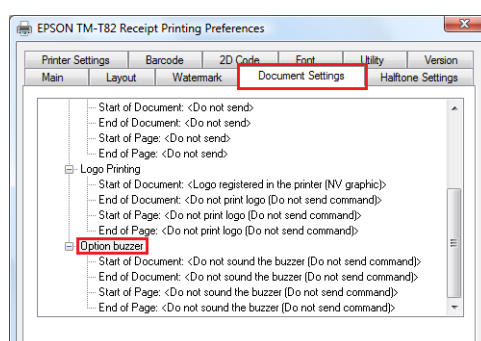 EPSON TM-T82 Receipt Printing Preferences
Printer Settings Barcode 2D Code Font Utility Version
Main Layout Watermark Document Settings Halftone Settings
Start of Document: <Do not send>
End of Document: <Do not send>
Start of Page: <Do not send>
End of Page: <Do not send>
Logo Printing
Start of Document: <Logo registered in the printer (NV graphic)>
End of Document: <Do not print logo (Do not send command)>
Start of Page: <Do not print logo (Do not send command)>
End of Page: <Do not print logo (Do not send command)>
Option buzzer
Start of Document: <Do not sound the buzzer (Do not send command)>
End of Document: <Do not sound the buzzer (Do not send command)>
Start of Page: <Do not sound the buzzer (Do not send command)>
End of Page: <Do not sound the buzzer (Do not send command)>